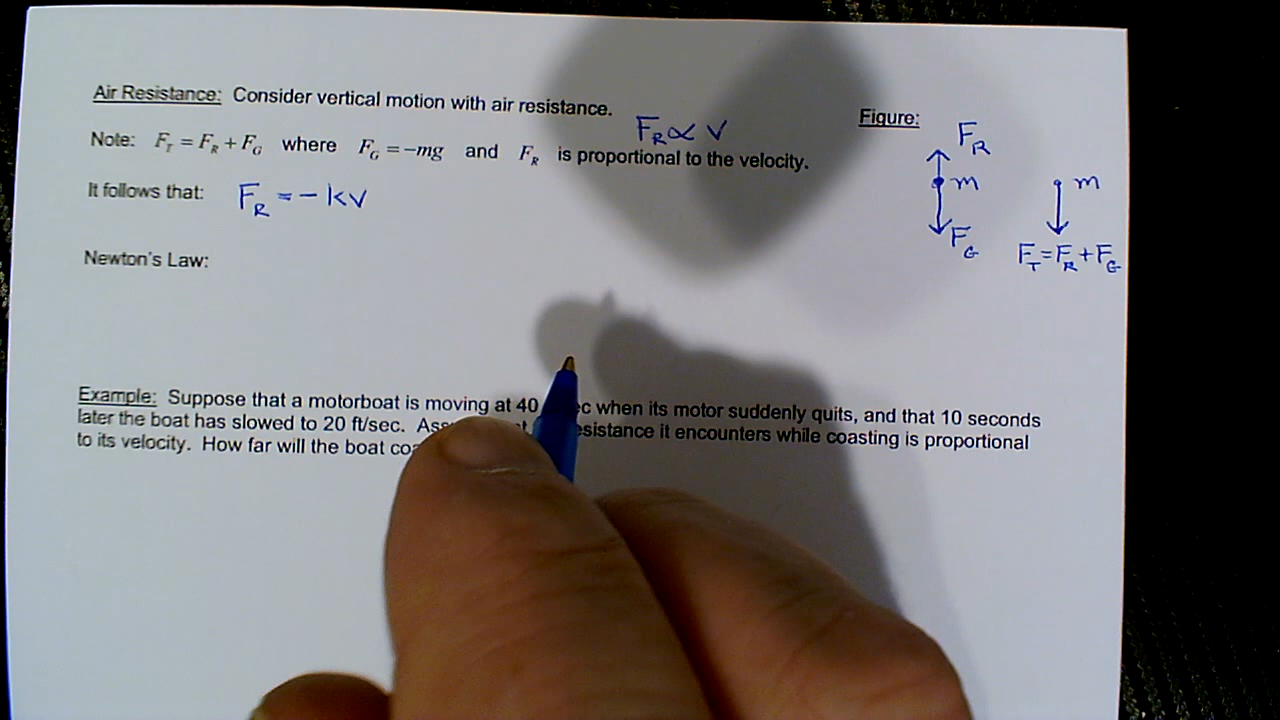 Air Resistance: Consider vertical motion with air resistance.
Figure:
F_R ∝ V
F_R
Note: F_T = F_R + F_G where F_G = -mg and F_R is proportional to the velocity.
m
m
It follows that: F_R = -kV
F_G
F_T = F_R + F_G
Newton's Law:
Example: Suppose that a motorboat is moving at 40 when its motor suddenly quits, and that 10 seconds
later the boat has slowed to 20 ft/sec. it encounters while coasting is proportional
to its velocity. How far will the boat